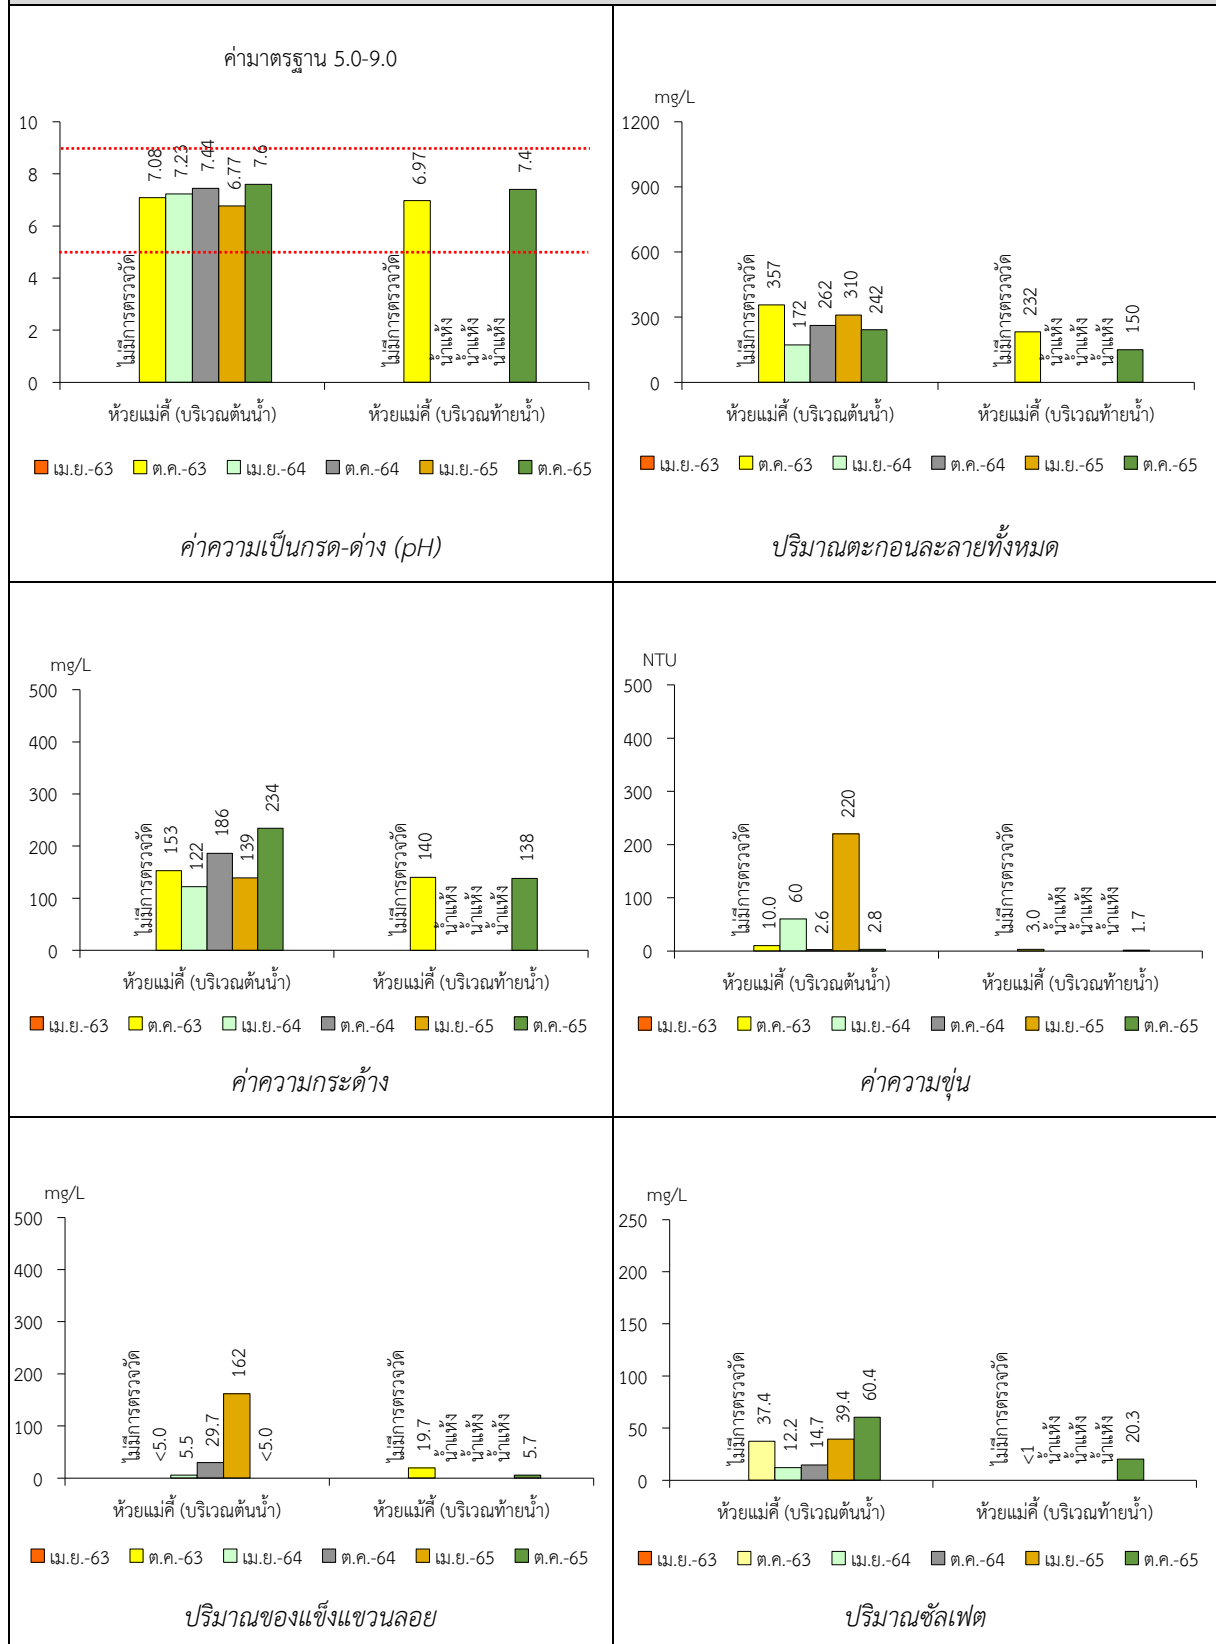 ค่ามาตรฐาน 5.0-9.0
10
8
6
4
2
0
ไม่มีการตรวจวัด
7.08
7.23
7.44
6.77
7.6
ไม่มีการตรวจวัด
6.97
น้ำแห้ง
น้ำแห้ง
น้ำแห้ง
7.4
ห้วยแม่คี้ (บริเวณต้นน้ำ) ห้วยแม่คี้ (บริเวณท้ายน้ำ)
เม.ย.-63 ต.ค.-63 เม.ย.-64 ต.ค.-64 เม.ย.-65 ต.ค.-65
ค่าความเป็นกรด-ด่าง (pH)
mg/L
1200
900
600
300
0
ไม่มีการตรวจวัด
357
172
262
310
242
ไม่มีการตรวจวัด
232
น้ำแห้ง
น้ำแห้ง
น้ำแห้ง
150
ห้วยแม่คี้ (บริเวณต้นน้ำ) ห้วยแม่คี้ (บริเวณท้ายน้ำ)
เม.ย.-63 ต.ค.-63 เม.ย.-64 ต.ค.-64 เม.ย.-65 ต.ค.-65
ปริมาณตะกอนละลายทั้งหมด
mg/L
500
400
300
200
100
0
ไม่มีการตรวจวัด
153
122
186
139
234
ไม่มีการตรวจวัด
140
น้ำแห้ง
น้ำแห้ง
น้ำแห้ง
138
ห้วยแม่คี้ (บริเวณต้นน้ำ) ห้วยแม่คี้ (บริเวณท้ายน้ำ)
เม.ย.-63 ต.ค.-63 เม.ย.-64 ต.ค.-64 เม.ย.-65 ต.ค.-65
ค่าความกระด้าง
NTU
500
400
300
200
100
0
ไม่มีการตรวจวัด
10.0
60
2.6
220
2.8
ไม่มีการตรวจวัด
3.0
น้ำแห้ง
น้ำแห้ง
น้ำแห้ง
1.7
ห้วยแม่คี้ (บริเวณต้นน้ำ) ห้วยแม่คี้ (บริเวณท้ายน้ำ)
เม.ย.-63 ต.ค.-63 เม.ย.-64 ต.ค.-64 เม.ย.-65 ต.ค.-65
ค่าความขุ่น
mg/L
500
400
300
200
100
0
ไม่มีการตรวจวัด
<5.0
5.5
29.7
162
<5.0
ไม่มีการตรวจวัด
19.7
น้ำแห้ง
น้ำแห้ง
น้ำแห้ง
5.7
ห้วยแม่คี้ (บริเวณต้นน้ำ) ห้วยแม่คี้ (บริเวณท้ายน้ำ)
เม.ย.-63 ต.ค.-63 เม.ย.-64 ต.ค.-64 เม.ย.-65 ต.ค.-65
ปริมาณของแข็งแขวนลอย
mg/L
250
200
150
100
50
0
ไม่มีการตรวจวัด
37.4
12.2
14.7
39.4
60.4
ไม่มีการตรวจวัด
<1
น้ำแห้ง
น้ำแห้ง
น้ำแห้ง
20.3
ห้วยแม่คี้ (บริเวณต้นน้ำ) ห้วยแม่คี้ (บริเวณท้ายน้ำ)
เม.ย.-63 ต.ค.-63 เม.ย.-64 ต.ค.-64 เม.ย.-65 ต.ค.-65
ปริมาณซัลเฟต